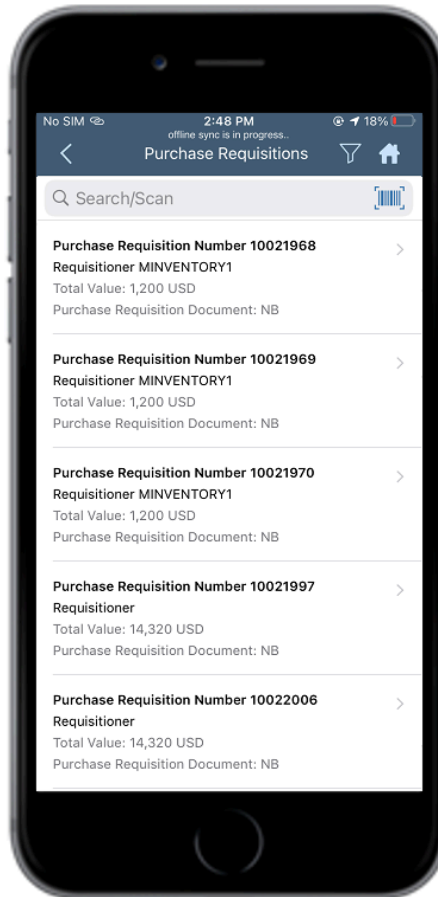 No SIM 2:48 PM 18%
offline sync is in progress..
Purchase Requisitions
Search/Scan
Purchase Requisition Number 10021968
Requisitioner MINVENTORY1
Total Value: 1,200 USD
Purchase Requisition Document: NB
Purchase Requisition Number 10021969
Requisitioner MINVENTORY1
Total Value: 1,200 USD
Purchase Requisition Document: NB
Purchase Requisition Number 10021970
Requisitioner MINVENTORY1
Total Value: 1,200 USD
Purchase Requisition Document: NB
Purchase Requisition Number 10021997
Requisitioner
Total Value: 14,320 USD
Purchase Requisition Document: NB
Purchase Requisition Number 10022006
Requisitioner
Total Value: 14,320 USD
Purchase Requisition Document: NB